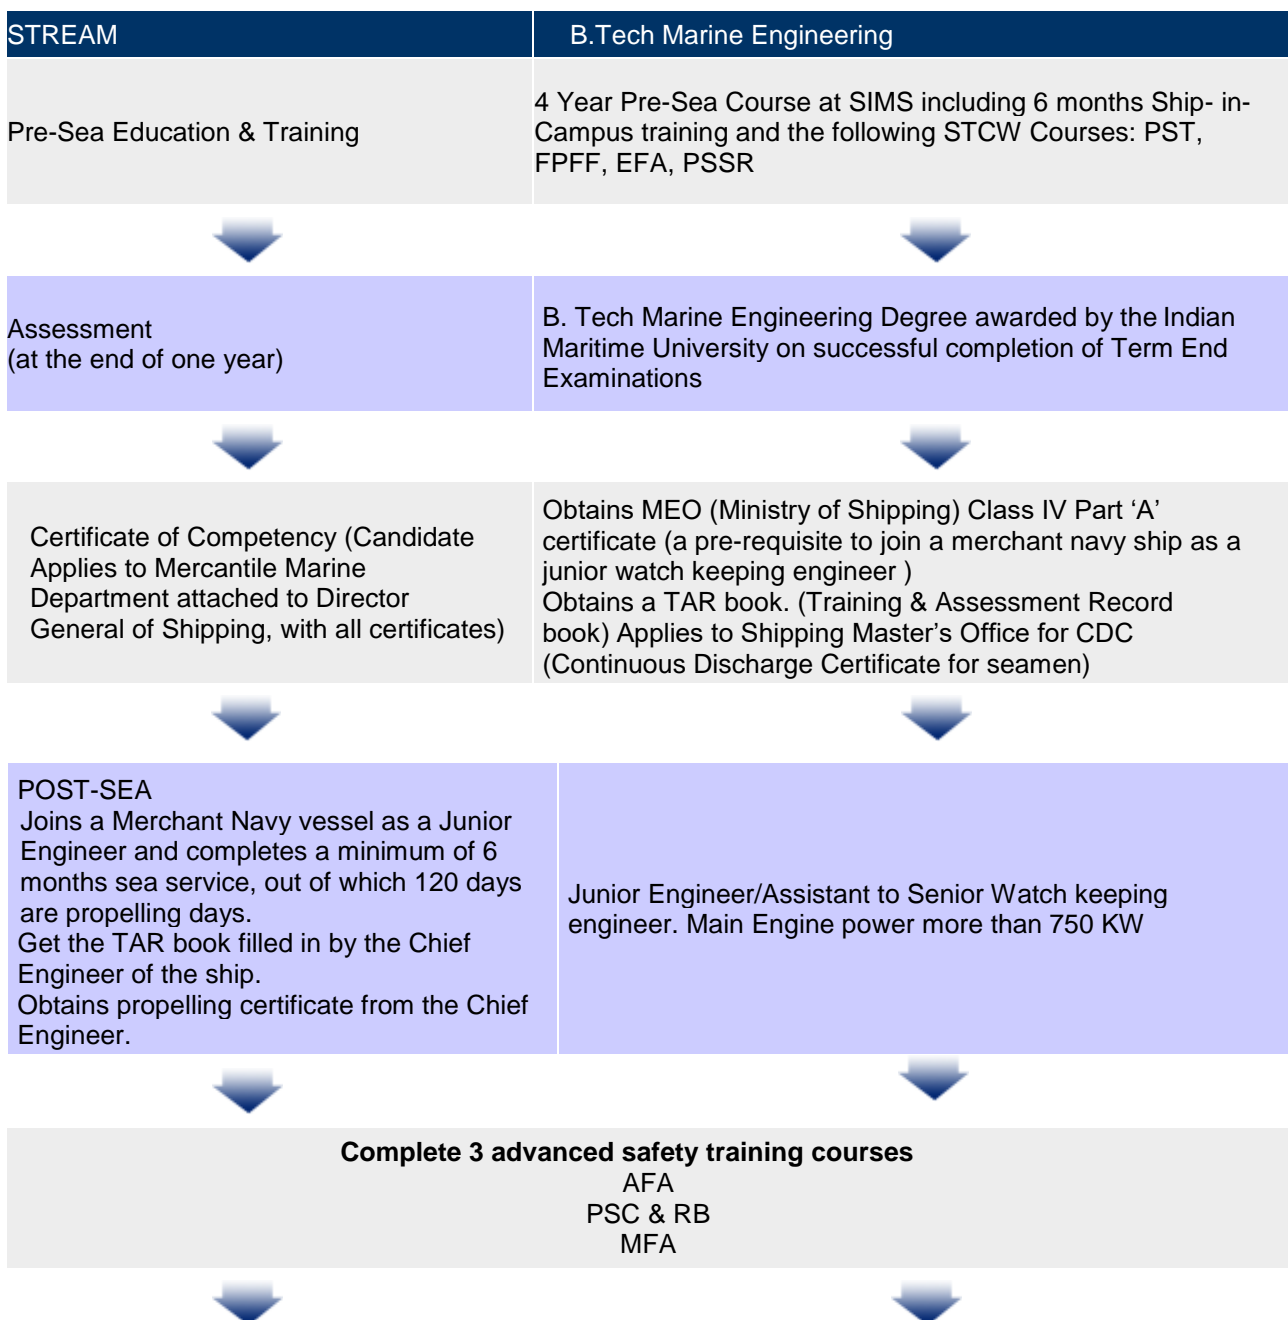 STREAM
B.Tech Marine Engineering
Pre-Sea Education & Training
4 Year Pre-Sea Course at SIMS including 6 months Ship- in-
Campus training and the following STCW Courses: PST,
FPFF, EFA, PSSR
Assessment
(at the end of one year)
B. Tech Marine Engineering Degree awarded by the Indian
Maritime University on successful completion of Term End
Examinations
Certificate of Competency (Candidate
Applies to Mercantile Marine
Department attached to Director
General of Shipping, with all certificates)
Obtains MEO (Ministry of Shipping) Class IV Part ‘A’
certificate (a pre-requisite to join a merchant navy ship as a
junior watch keeping engineer )
Obtains a TAR book. (Training & Assessment Record
book) Applies to Shipping Master’s Office for CDC
(Continuous Discharge Certificate for seamen)
POST-SEA
Joins a Merchant Navy vessel as a Junior
Engineer and completes a minimum of 6
months sea service, out of which 120 days
are propelling days.
Get the TAR book filled in by the Chief
Engineer of the ship.
Obtains propelling certificate from the Chief
Engineer.
Junior Engineer/Assistant to Senior Watch keeping
engineer. Main Engine power more than 750 KW
Complete 3 advanced safety training courses
AFA
PSC & RB
MFA